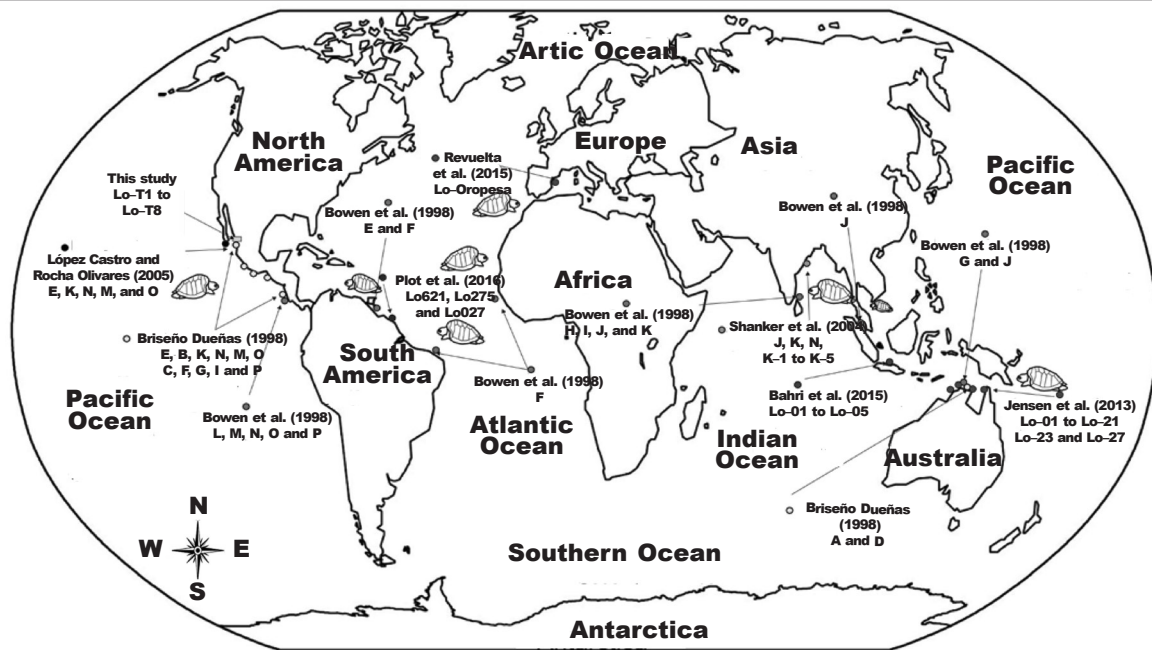 Artic Ocean
North
America
Europe
Asia
Pacific
Ocean
Revuelta
et al. (2015)
Lo–Oropesa
This study
Lo–T1 to
Lo–T8
Bowen et al. (1998)
E and F
Bowen et al. (1998)
J
Bowen et al. (1998)
G and J
López Castro and
Rocha Olivares (2005)
E, K, N, M, and O
Plot et al. (2016)
Lo621, Lo275
and Lo027
Africa
Bowen et al. (1998)
H, I, J, and K
Shanker et al. (2004)
J, K, N,
K–1 to K–5
Briseño Dueñas (1998)
E, B, K, N, M, O
C, F, G, I and P
South
America
Bowen et al. (1998)
F
Bahri et al. (2015)
Lo–01 to Lo–05
Jensen et al. (2013)
Lo–01 to Lo–21
Lo–23 and Lo–27
Pacific
Ocean
Bowen et al. (1998)
L, M, N, O and P
Atlantic
Ocean
Indian
Ocean
Australia
Briseño Dueñas
(1998)
A and D
N
W
E
S
Southern Ocean
Antarctica